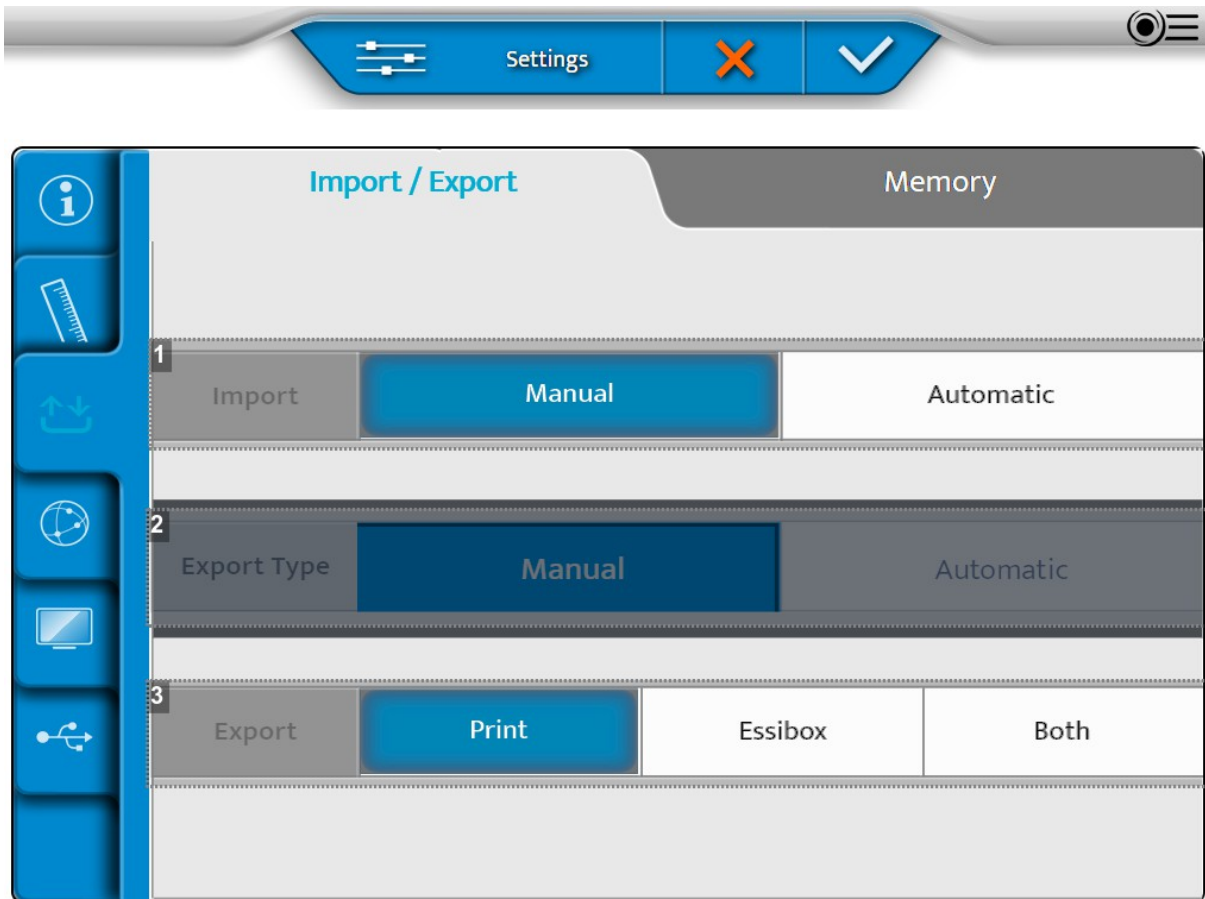 Settings
Import / Export
Memory
1
Import
Manual
Automatic
2
Export Type
Manual
Automatic
3
Export
Print
Essibox
Both